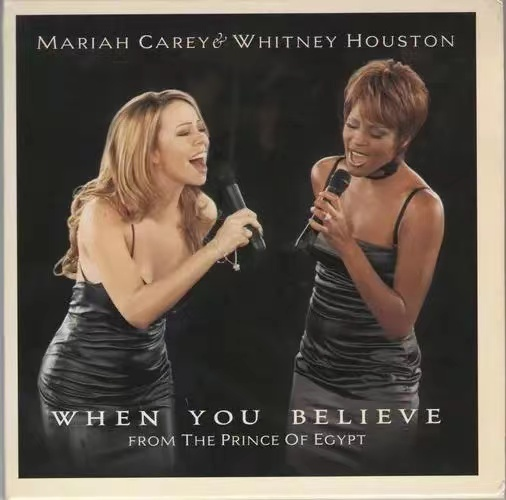 MARIAH CAREY & WHITNEY HOUSTON
WHEN YOU BELIEVE
FROM THE PRINCE OF EGYPT